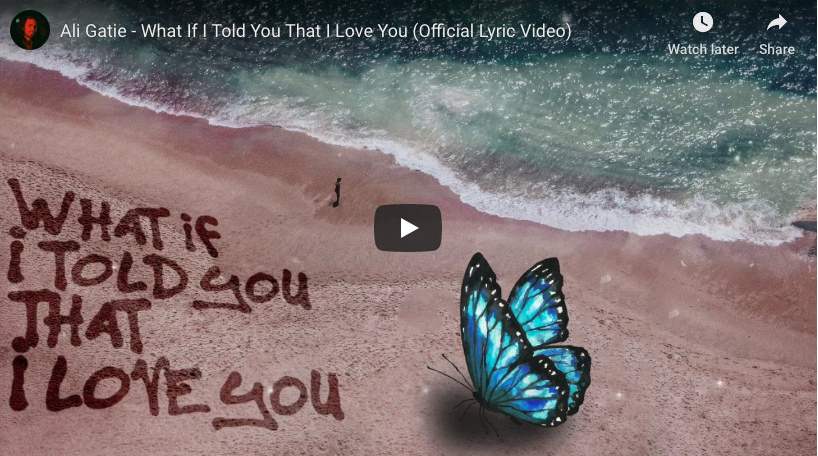 Ali Gatie - What If I Told You That I Love You (Official Lyric Video)
Watch later
Share
WHAT iF
i TOLD YOU
THAT
i LOVE YOU